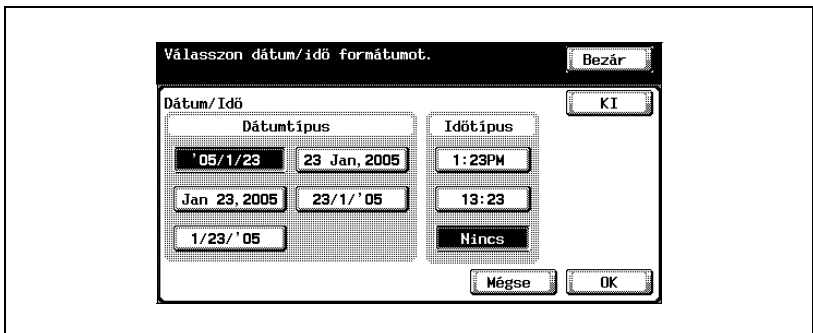 Válasszon dátum/idő formátumot.
Bezár
Dátum/Idő
KI
Dátumtípus
Időtípus
'05/1/23
23 Jan,2005
1:23PM
Jan 23,2005
23/1/'05
13:23
1/23/'05
Nincs
Mégse
OK